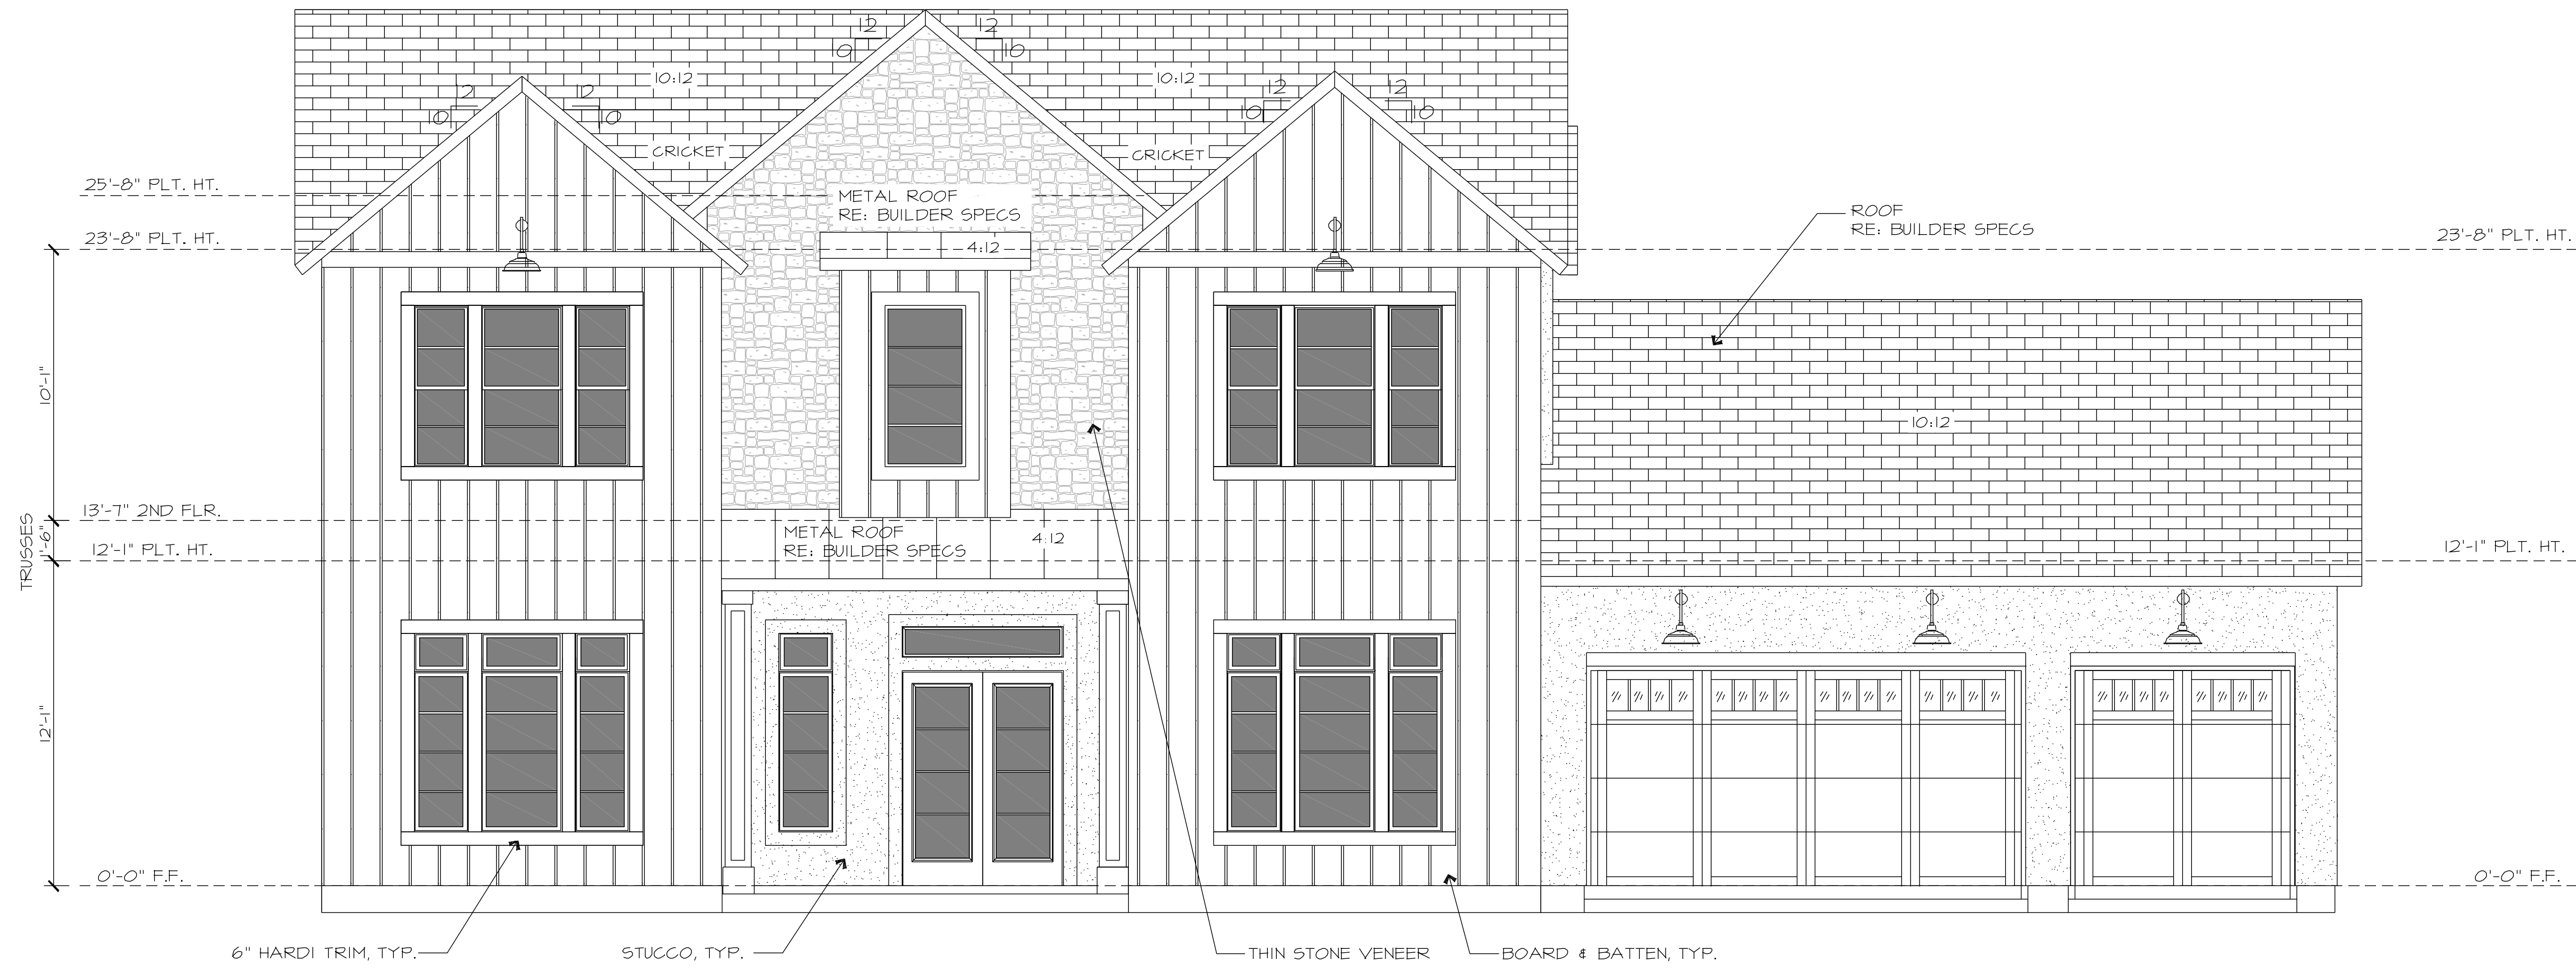 12
12
9
10
10:12
10:12
12
12
10
10
12
12
10
10
CRICKET
CRICKET
25'-8" PLT. HT.
METAL ROOF
RE: BUILDER SPECS
ROOF
RE: BUILDER SPECS
23'-8" PLT. HT.
4:12
23'-8" PLT. HT.
10'-1"
10:12
13'-7" 2ND FLR.
METAL ROOF
RE: BUILDER SPECS
4:12
TRUSSES
12'-1" PLT. HT.
12'-1" PLT. HT.
12'-1"
0'-0" F.F.
0'-0" F.F.
6" HARDI TRIM, TYP.
STUCCO, TYP.
THIN STONE VENEER
BOARD & BATTEN, TYP.